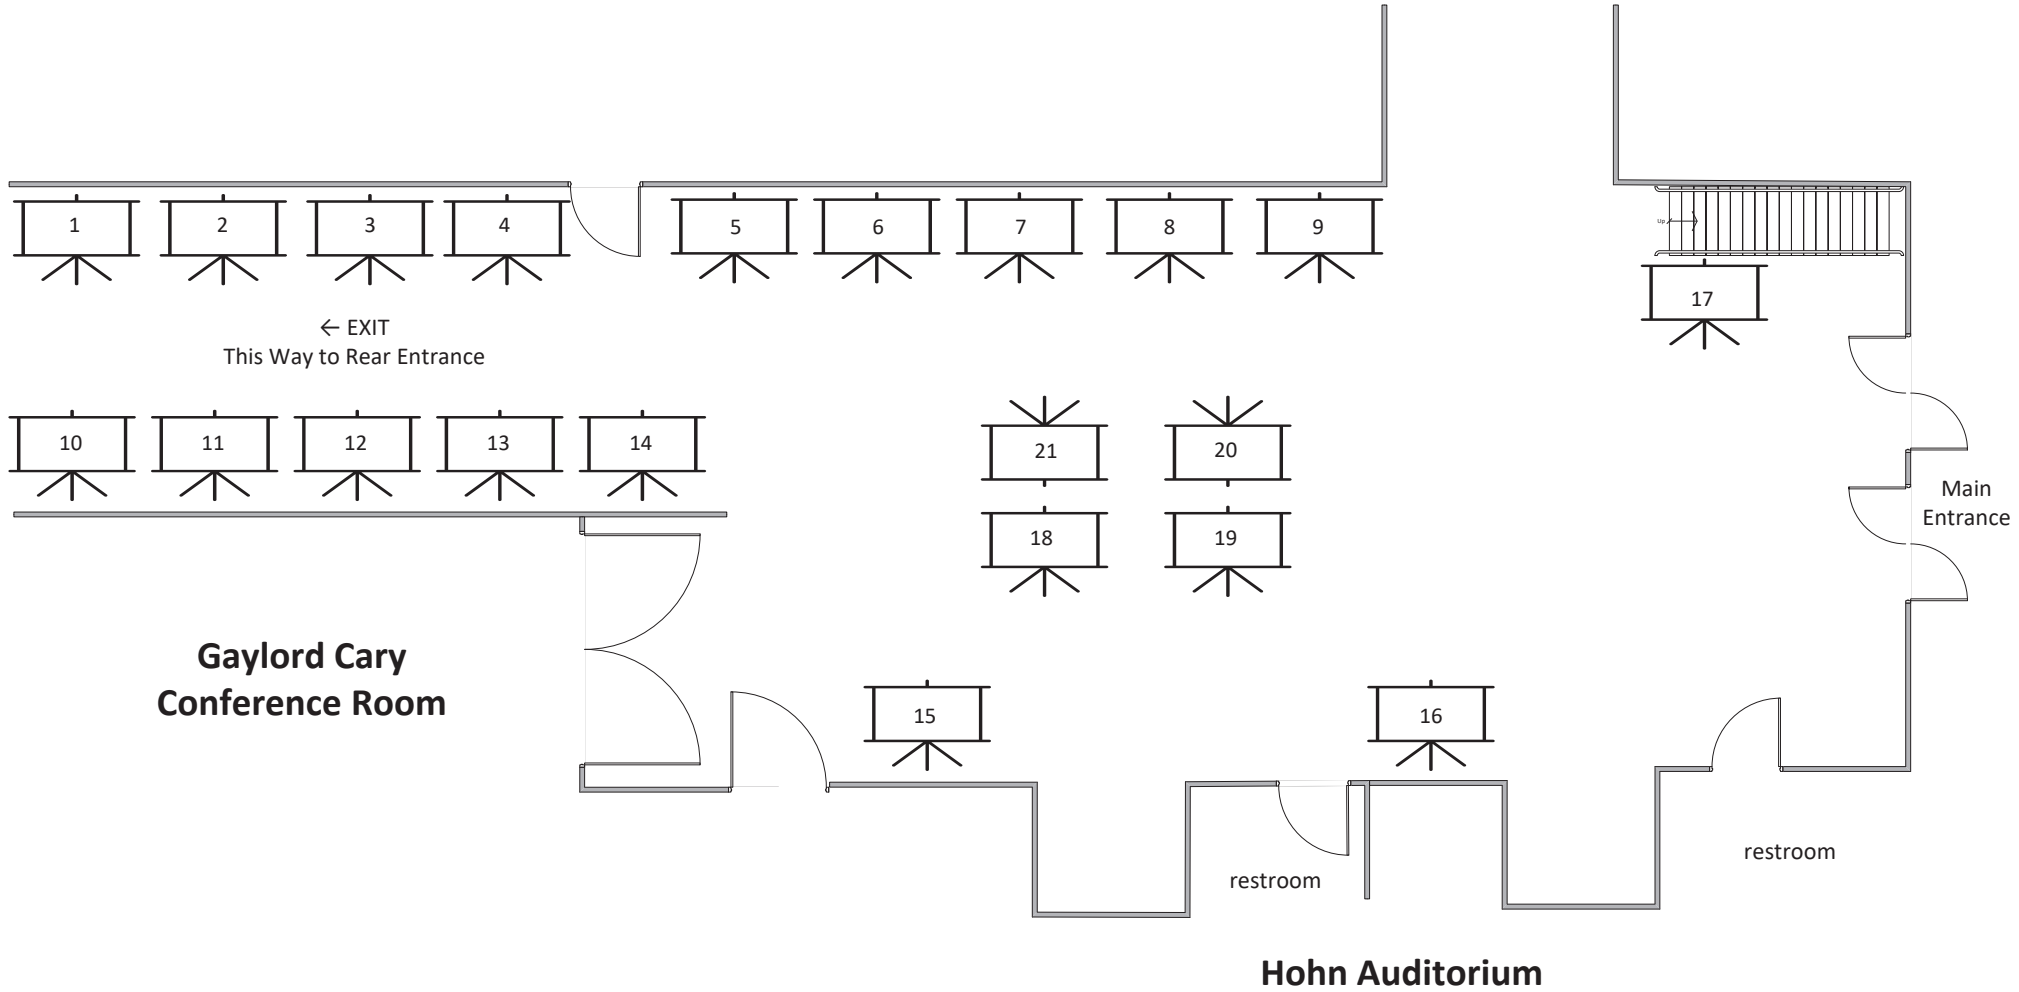 1
2
3
4
5
6
7
8
9
Up
17
← EXIT
This Way to Rear Entrance
10
11
12
13
14
21
20
18
19
Main
Entrance
Gaylord Cary
Conference Room
15
16
restroom
restroom
Hohn Auditorium